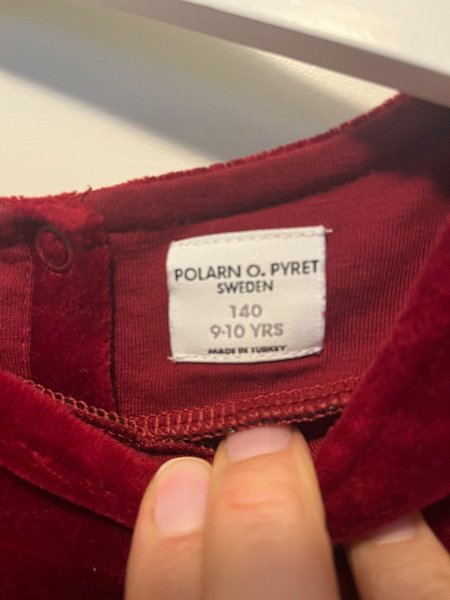 POLARN O. PYRET
SWEDEN
140
9-10 YRS
MADE IN TURKEY